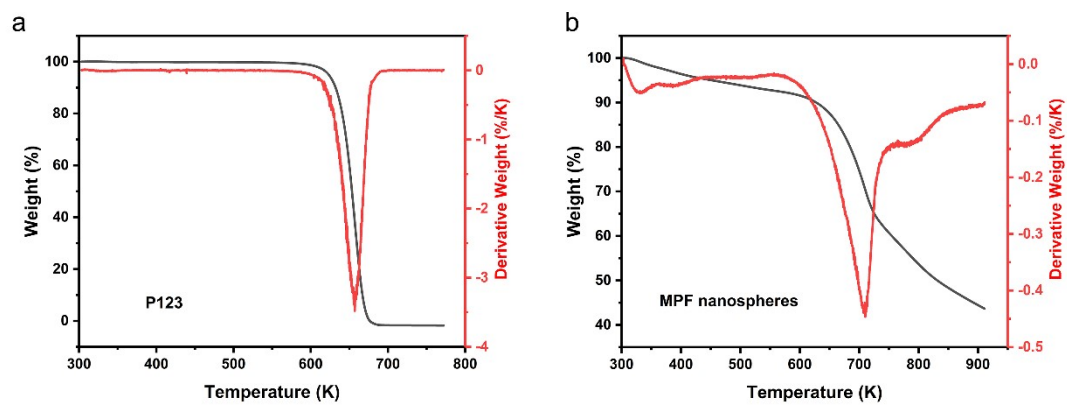 a
100
80
60
40
20
0
Weight (%)
P123
0
-1
-2
-3
-4
Derivative Weight (%/K)
300 400 500 600 700 800
Temperature (K)
b
100
90
80
70
60
50
40
Weight (%)
MPF nanospheres
0.0
-0.1
-0.2
-0.3
-0.4
-0.5
Derivative Weight (%/K)
300 400 500 600 700 800 900
Temperature (K)